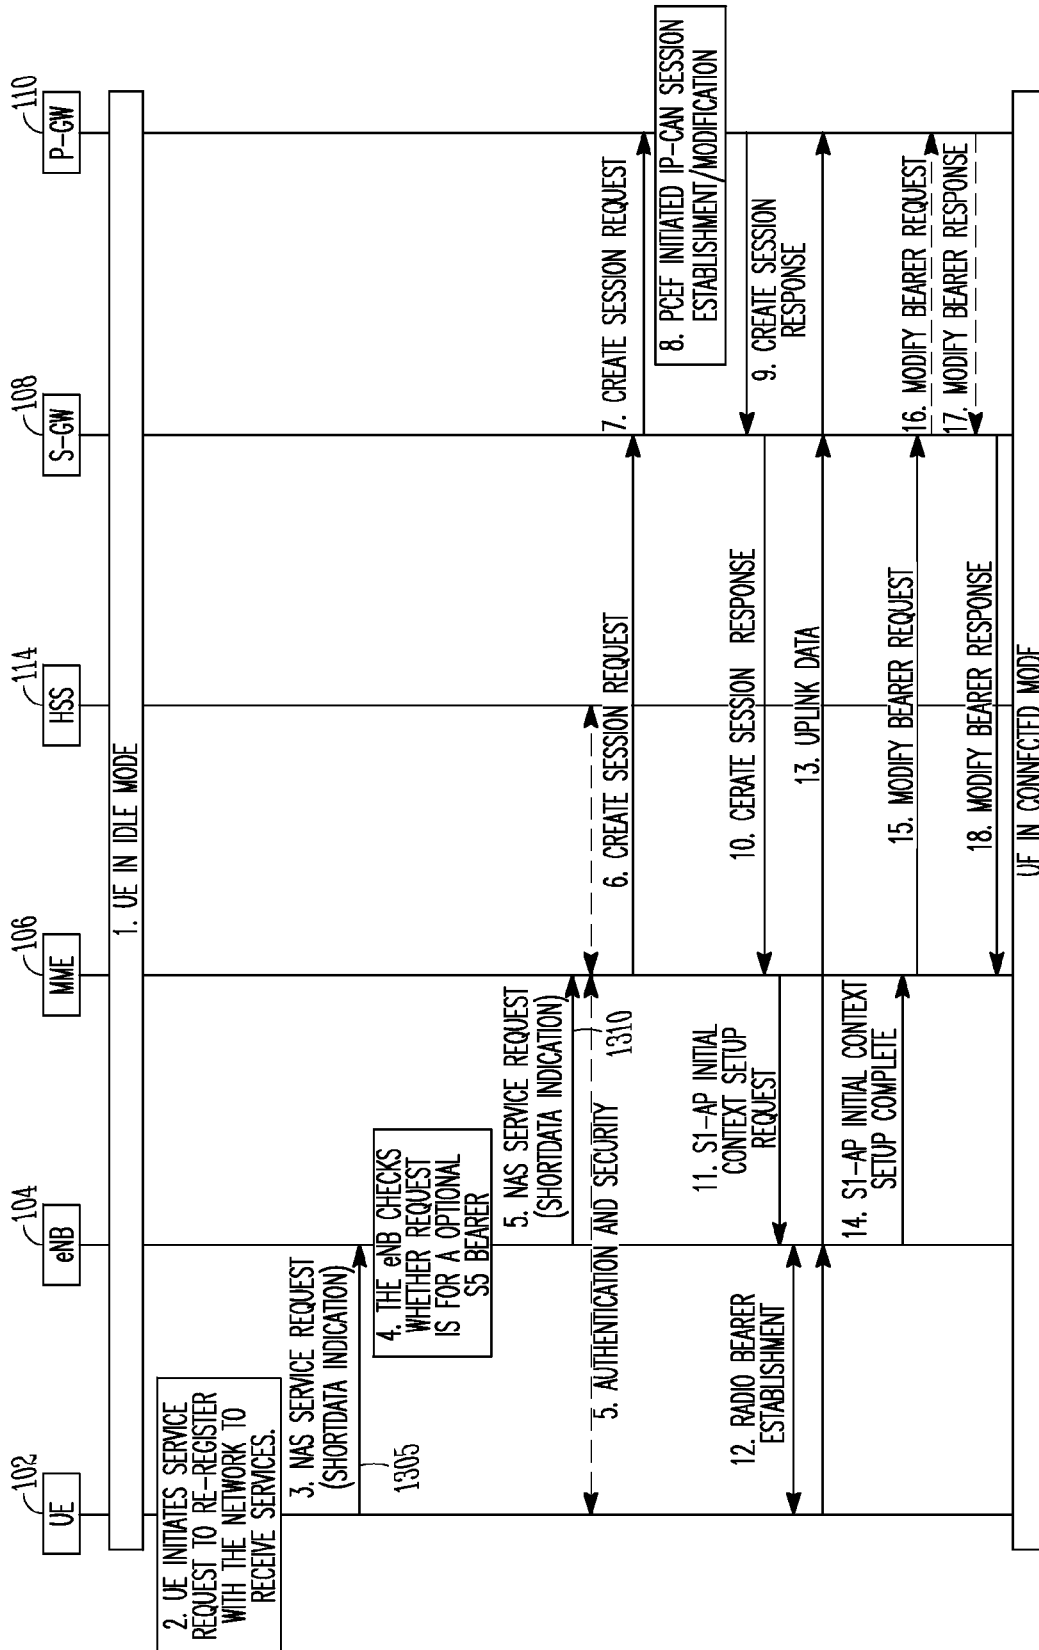 102
UE
104
eNB
106
MME
114
HSS
108
S-GW
110
P-GW
1. UE IN IDLE MODE
2. UE INITIATES SERVICE
REQUEST TO RE-REGISTER
WITH THE NETWORK TO
RECEIVE SERVICES.
3. NAS SERVICE REQUEST
(SHORTDATA INDICATION)
1305
4. THE eNB CHECKS
WHETHER REQUEST
IS FOR A OPTIONAL
S5 BEARER
5. NAS SERVICE REQUEST
(SHORTDATA INDICATION)
1310
5. AUTHENTICATION AND SECURITY
6. CREATE SESSION REQUEST
7. CREATE SESSION REQUEST
8. PCEF INITIATED IP-CAN SESSION
ESTABLISHMENT/MODIFICATION
9. CREATE SESSION
RESPONSE
10. CERATE SESSION RESPONSE
11. S1-AP INITIAL
CONTEXT SETUP
REQUEST
12. RADIO BEARER
ESTABLISHMENT
13. UPLINK DATA
14. S1-AP INITIAL CONTEXT
SETUP COMPLETE
15. MODIFY BEARER REQUEST
16. MODIFY BEARER REQUEST
17. MODIFY BEARER RESPONSE
18. MODIFY BEARER RESPONSE
UE IN CONNECTED MODE